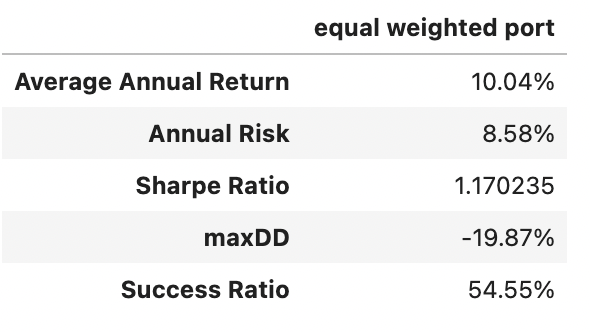 equal weighted port
Average Annual Return 10.04%
Annual Risk 8.58%
Sharpe Ratio 1.170235
maxDD -19.87%
Success Ratio 54.55%